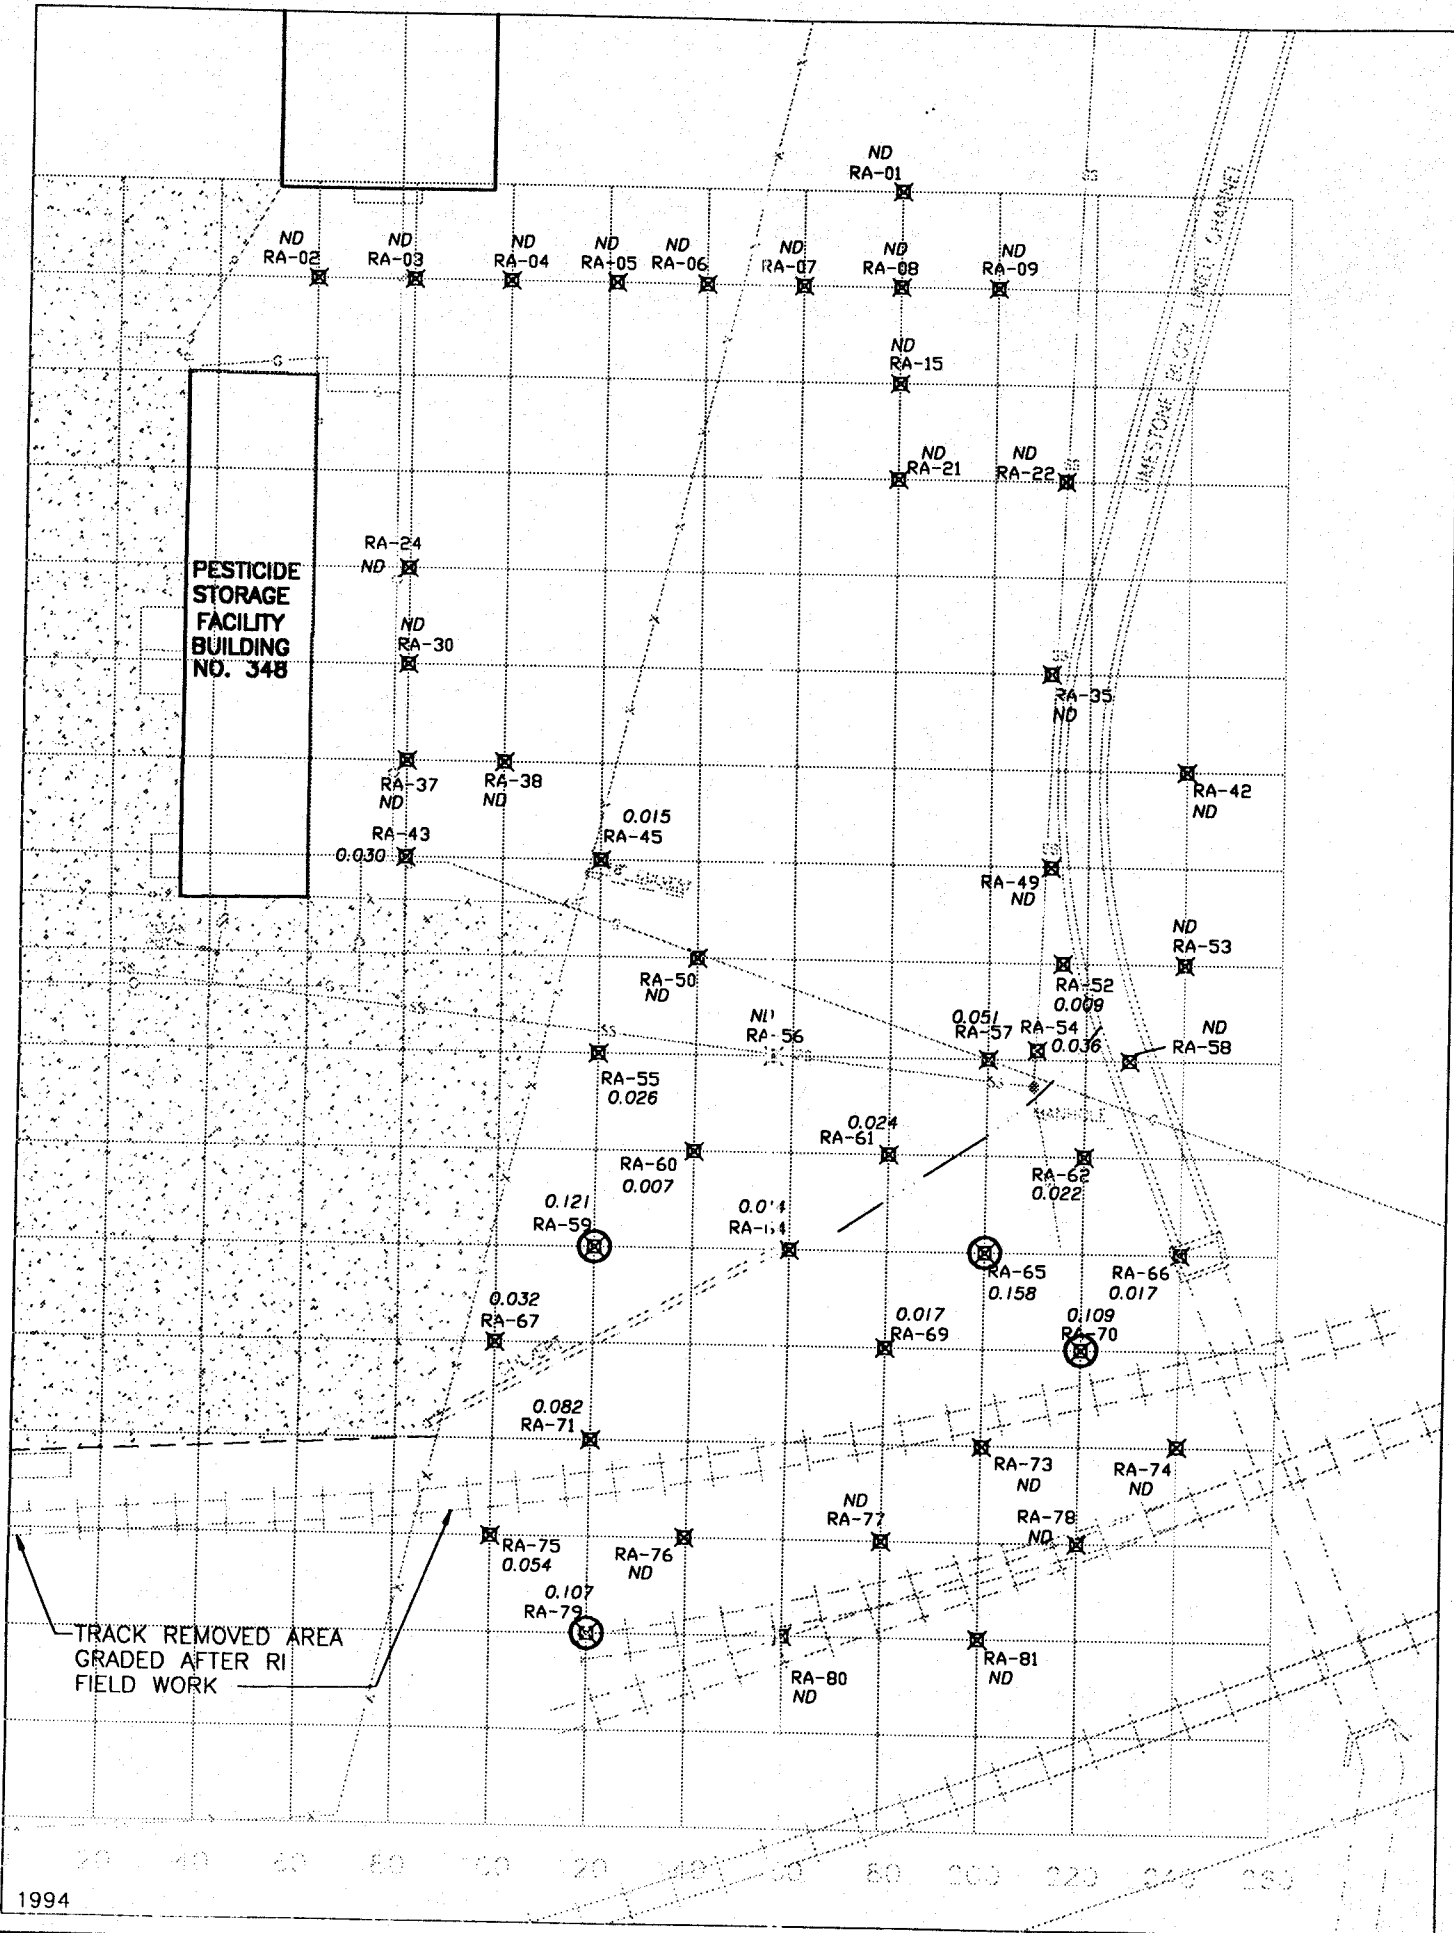 ND
RA-01
ND
RA-02
ND
RA-03
ND
RA-04
ND
RA-05
ND
RA-06
ND
RA-07
ND
RA-08
ND
RA-09
LIMESTONE BLOCK LINED CHANNEL
G
ND
RA-15
ND
RA-21
ND
RA-22
RA-24
ND
PESTICIDE
STORAGE
FACILITY
BUILDING
NO. 348
ND
RA-30
RA-35
ND
RA-37
ND
RA-38
ND
RA-42
ND
RA-43
0.030
0.015
RA-45
RA-49
ND
RA-50
ND
RA-52
0.009
ND
RA-53
RA-54
0.036
RA-55
0.026
ND
RA-56
0.051
RA-57
ND
RA-58
MANHOLE
RA-60
0.007
0.024
RA-61
RA-62
0.022
0.121
RA-59
RA-65
0.158
RA-66
0.017
0.032
RA-67
0.017
RA-69
0.109
RA-70
0.082
RA-71
RA-73
ND
RA-74
ND
RA-75
0.054
RA-76
ND
ND
RA-77
RA-78
ND
0.107
RA-79
RA-80
ND
RA-81
ND
TRACK REMOVED AREA
GRADED AFTER RI
FIELD WORK
20 40 60 80 200 220 240
1994